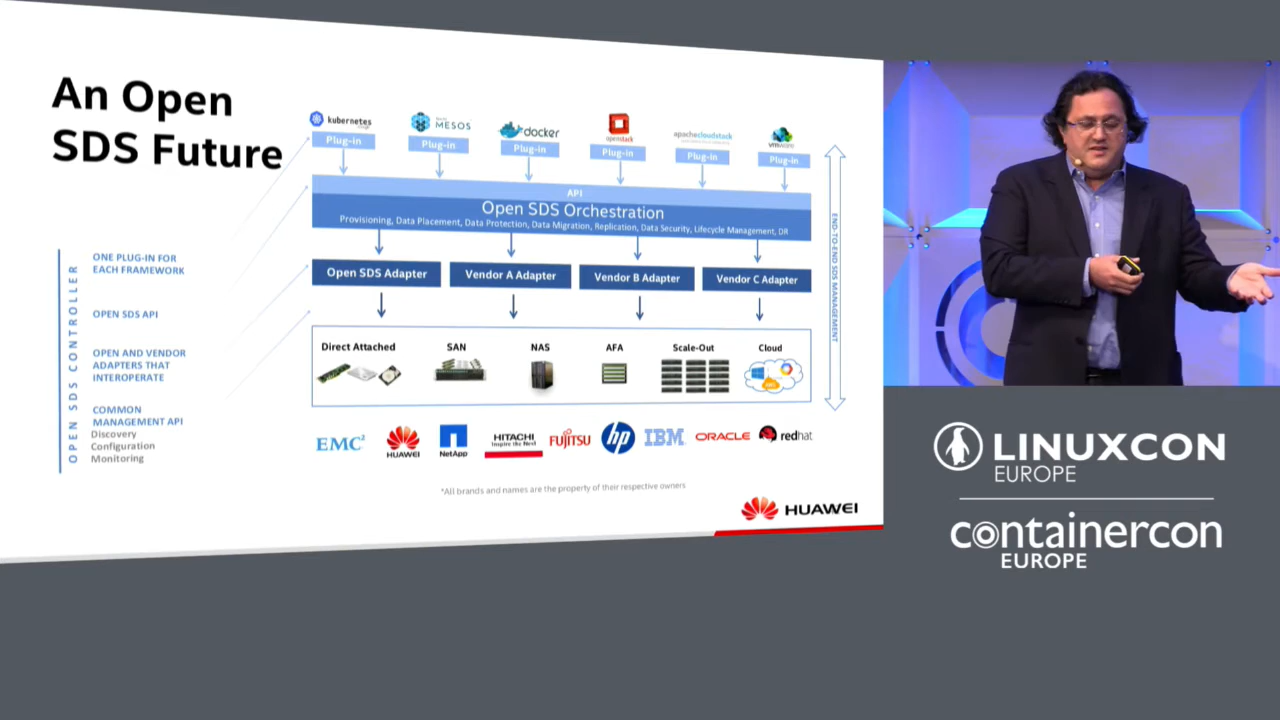 An Open
SDS Future
kubernetes
MESOS
docker
openstack
apachecloudstack
vmware
Plug-in
Plug-in
Plug-in
Plug-in
Plug-in
Plug-in
API
Open SDS Orchestration
Provisioning, Data Placement, Data Protection, Data Migration, Replication, Data Security, Lifecycle Management, DR
Open SDS Adapter
Vendor A Adapter
Vendor B Adapter
Vendor C Adapter
END-TO-END SDS MANAGEMENT
OPEN SDS CONTROLLER
ONE PLUG-IN FOR
EACH FRAMEWORK
OPEN SDS API
OPEN AND VENDOR
ADAPTERS THAT
INTEROPERATE
COMMON
MANAGEMENT API
Discovery
Configuration
Monitoring
Direct Attached
SAN
NAS
AFA
Scale-Out
Cloud
EMC²
HUAWEI
NetApp
HITACHI
Inspire the Next
FUJITSU
hp
IBM
ORACLE
redhat
*All brands and names are the property of their respective owners
HUAWEI
LINUXCON
EUROPE
containercon
EUROPE